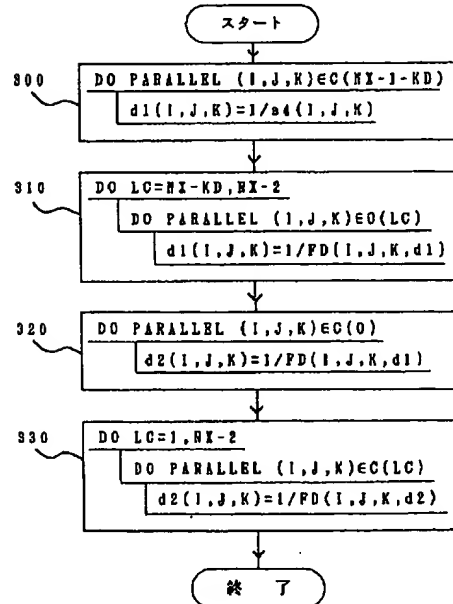 スタート
300
DO PARALLEL (I,J,K)∈C(NX-1-KD)
d1(I,J,K)=1/s4(I,J,K)
310
DO LC=NX-KD,NX-2
DO PARALLEL (I,J,K)∈C(LC)
d1(I,J,K)=1/FD(I,J,K,d1)
320
DO PARALLEL (I,J,K)∈C(0)
d2(I,J,K)=1/FD(I,J,K,d1)
330
DO LC=1,NX-2
DO PARALLEL (I,J,K)∈C(LC)
d2(I,J,K)=1/FD(I,J,K,d2)
終 了